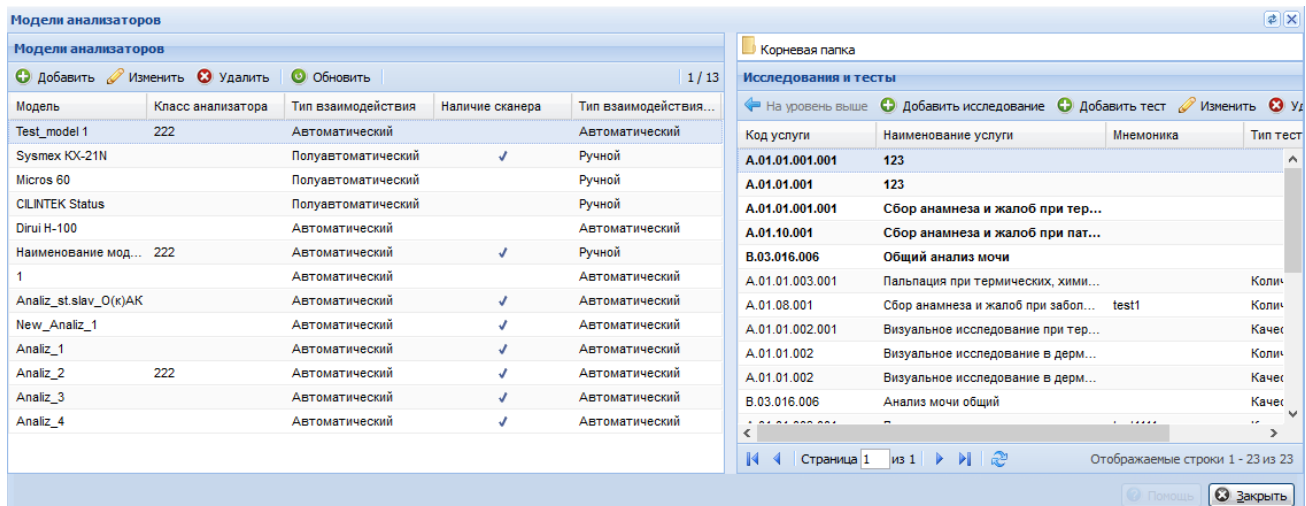 Модели анализаторов
Модели анализаторов
Добавить Изменить Удалить Обновить 1 / 13
Модель Класс анализатора Тип взаимодействия Наличие сканера Тип взаимодействия...
Test_model 1 222 Автоматический Автоматический
Sysmex KX-21N Полуавтоматический Ручной
Micros 60 Полуавтоматический Ручной
CILINTEK Status Полуавтоматический Ручной
Dirui H-100 Автоматический Автоматический
Наименование мод... 222 Автоматический Ручной
1 Автоматический Автоматический
Analiz_st.slav_О(к)АК Автоматический Автоматический
New_Analiz_1 Автоматический Автоматический
Analiz_1 Автоматический Автоматический
Analiz_2 222 Автоматический Автоматический
Analiz_3 Автоматический Автоматический
Analiz_4 Автоматический Автоматический
Корневая папка
Исследования и тесты
На уровень выше Добавить исследование Добавить тест Изменить
Код услуги Наименование услуги Мнемоника Тип тест
A.01.01.001.001 123
A.01.01.001 123
A.01.01.001.001 Сбор анамнеза и жалоб при тер...
A.01.10.001 Сбор анамнеза и жалоб при пат...
B.03.016.006 Общий анализ мочи
A.01.01.003.001 Пальпация при термических, хими... Колич
A.01.08.001 Сбор анамнеза и жалоб при забол... test1 Колич
A.01.01.002.001 Визуальное исследование при тер... Качес
A.01.01.002 Визуальное исследование в дерм... Колич
A.01.01.002 Визуальное исследование в дерм... Качес
B.03.016.006 Анализ мочи общий Качес
Страница 1 из 1 Отображаемые строки 1 - 23 из 23
Помощь Закрыть